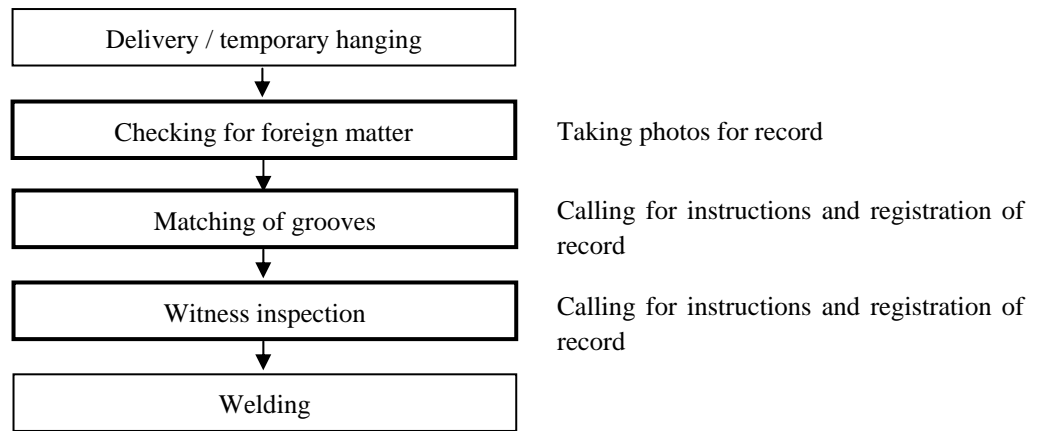 Delivery / temporary hanging
Checking for foreign matter
Taking photos for record
Matching of grooves
Calling for instructions and registration of
record
Witness inspection
Calling for instructions and registration of
record
Welding